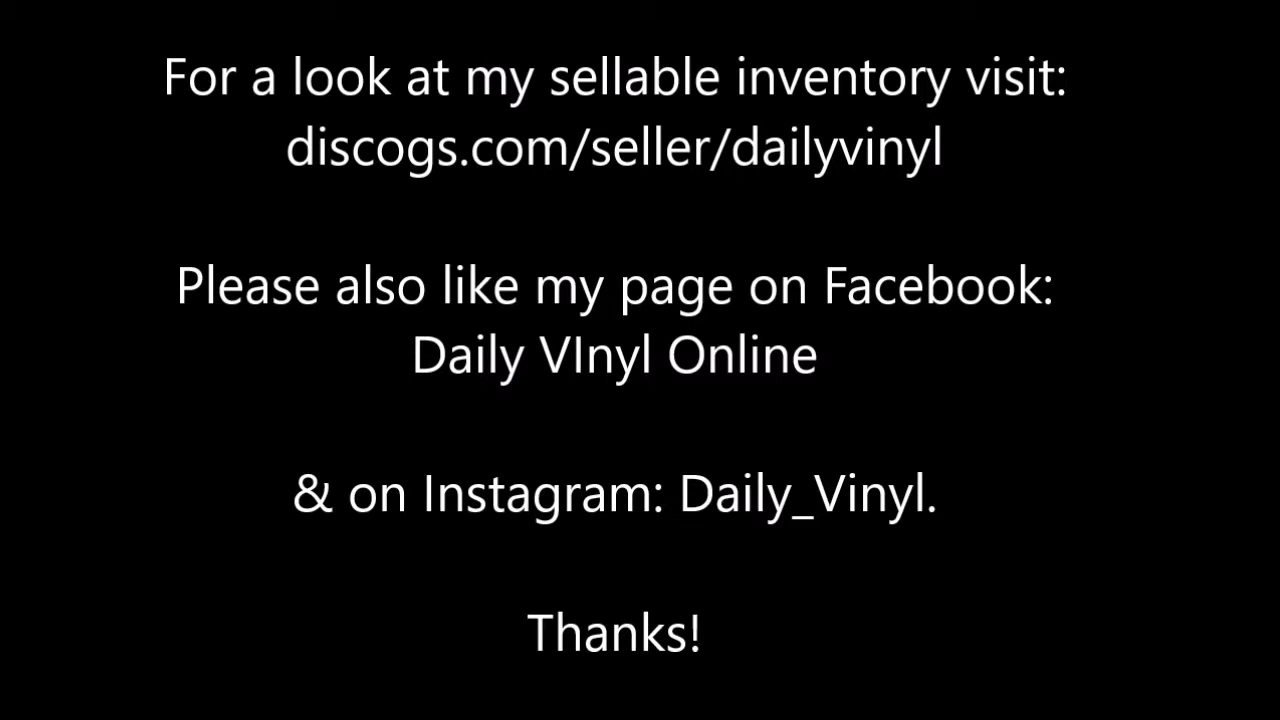 For a look at my sellable inventory visit:
discogs.com/seller/dailyvinyl
Please also like my page on Facebook:
Daily VInyl Online
& on Instagram: Daily_Vinyl.
Thanks!